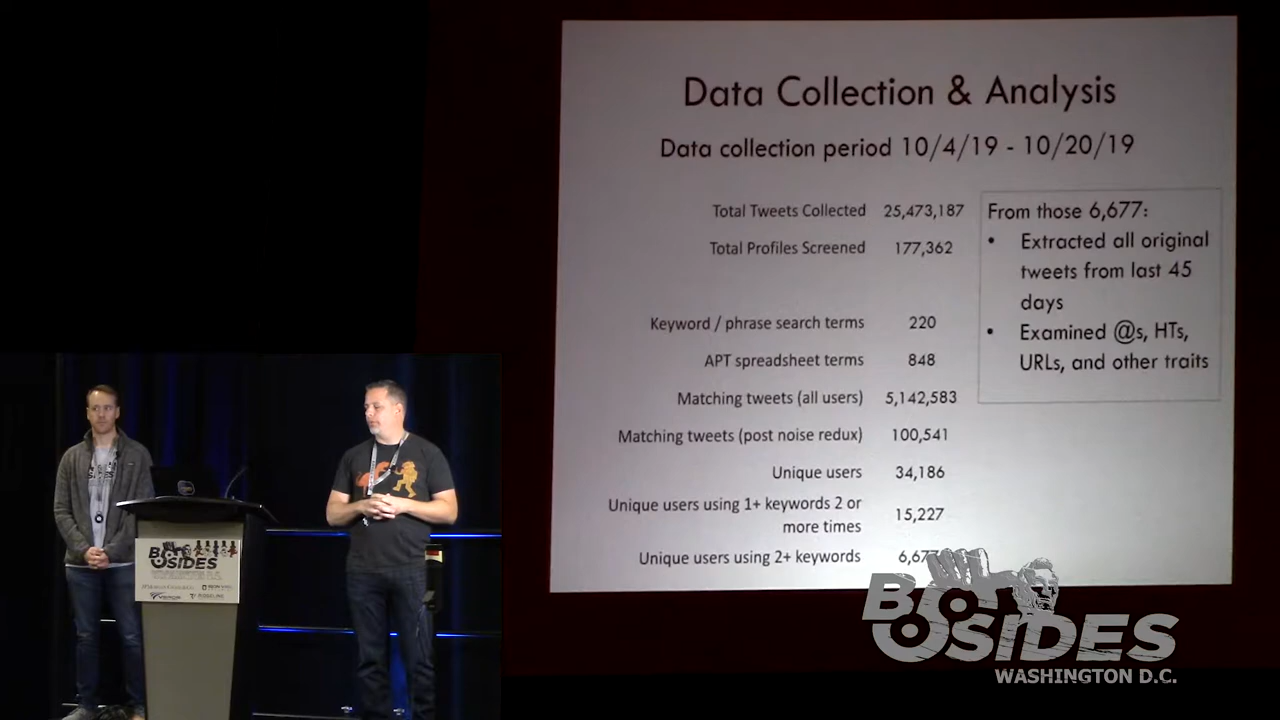 Data Collection & Analysis
Data collection period 10/4/19 - 10/20/19
Total Tweets Collected 25,473,187
Total Profiles Screened 177,362
Keyword / phrase search terms 220
APT spreadsheet terms 848
Matching tweets (all users) 5,142,583
Matching tweets (post noise redux) 100,541
Unique users 34,186
Unique users using 1+ keywords 2 or
more times 15,227
Unique users using 2+ keywords 6,677
From those 6,677:
• Extracted all original
tweets from last 45
days
• Examined @s, HTs,
URLs, and other traits
BSIDES
BSIDES
WASHINGTON D.C.